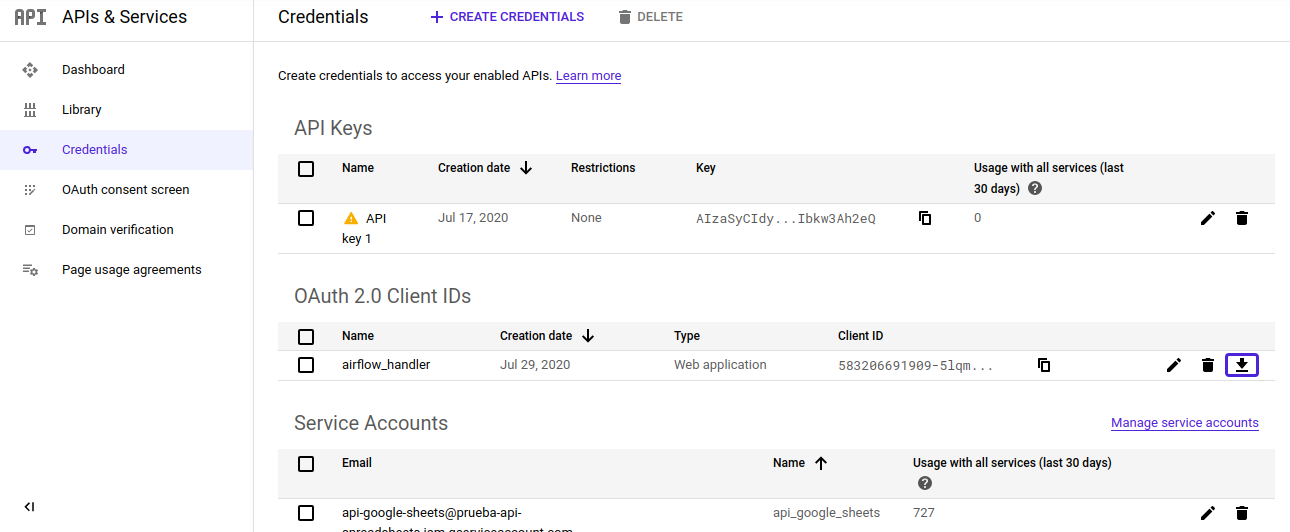 API APIs & Services
Credentials
CREATE CREDENTIALS
DELETE
Dashboard
Library
Credentials
OAuth consent screen
Domain verification
Page usage agreements
Create credentials to access your enabled APIs. Learn more
API Keys
Name Creation date Restrictions Key Usage with all services (last
30 days)
API Jul 17, 2020 None AIzaSyCIdy...Ibkw3Ah2eQ 0
key 1
OAuth 2.0 Client IDs
Name Creation date Type Client ID
airflow_handler Jul 29, 2020 Web application 583206691909-5lqm...
Service Accounts Manage service accounts
Email Name Usage with all services (last 30 days)
api-google-sheets@prueba-api- api_google_sheets 727
spreadsheets.iam.gserviceaccount.com